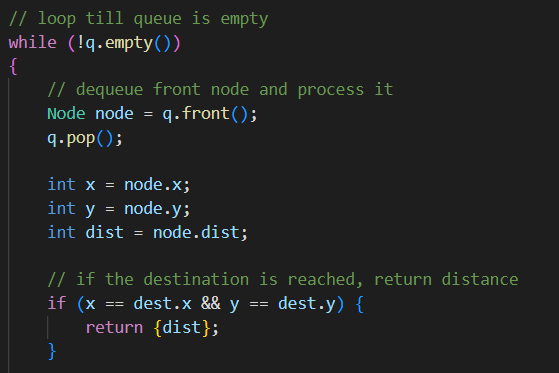 // loop till queue is empty
while (!q.empty())
{
// dequeue front node and process it
Node node = q.front();
q.pop();
int x = node.x;
int y = node.y;
int dist = node.dist;
// if the destination is reached, return distance
if (x == dest.x && y == dest.y) {
return {dist};
}